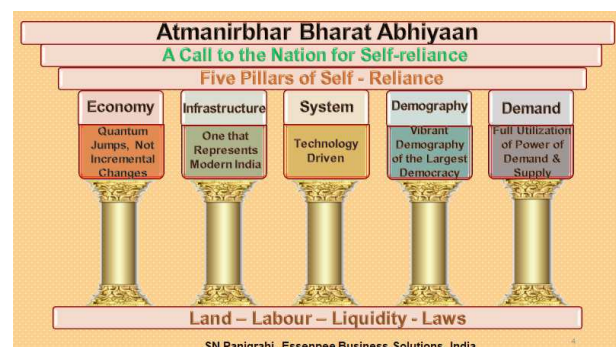 Atmanirbhar Bharat Abhiyaan
A Call to the Nation for Self-reliance
Five Pillars of Self - Reliance
Economy
Quantum
Jumps, Not
Incremental
Changes
Infrastructure
One that
Represents
Modern India
System
Technology
Driven
Demography
Vibrant
Demography
of the Largest
Democracy
Demand
Full Utilization
of Power of
Demand &
Supply
Land – Labour – Liquidity - Laws
SN Panigrahi, Essenpee Business Solutions, India
4